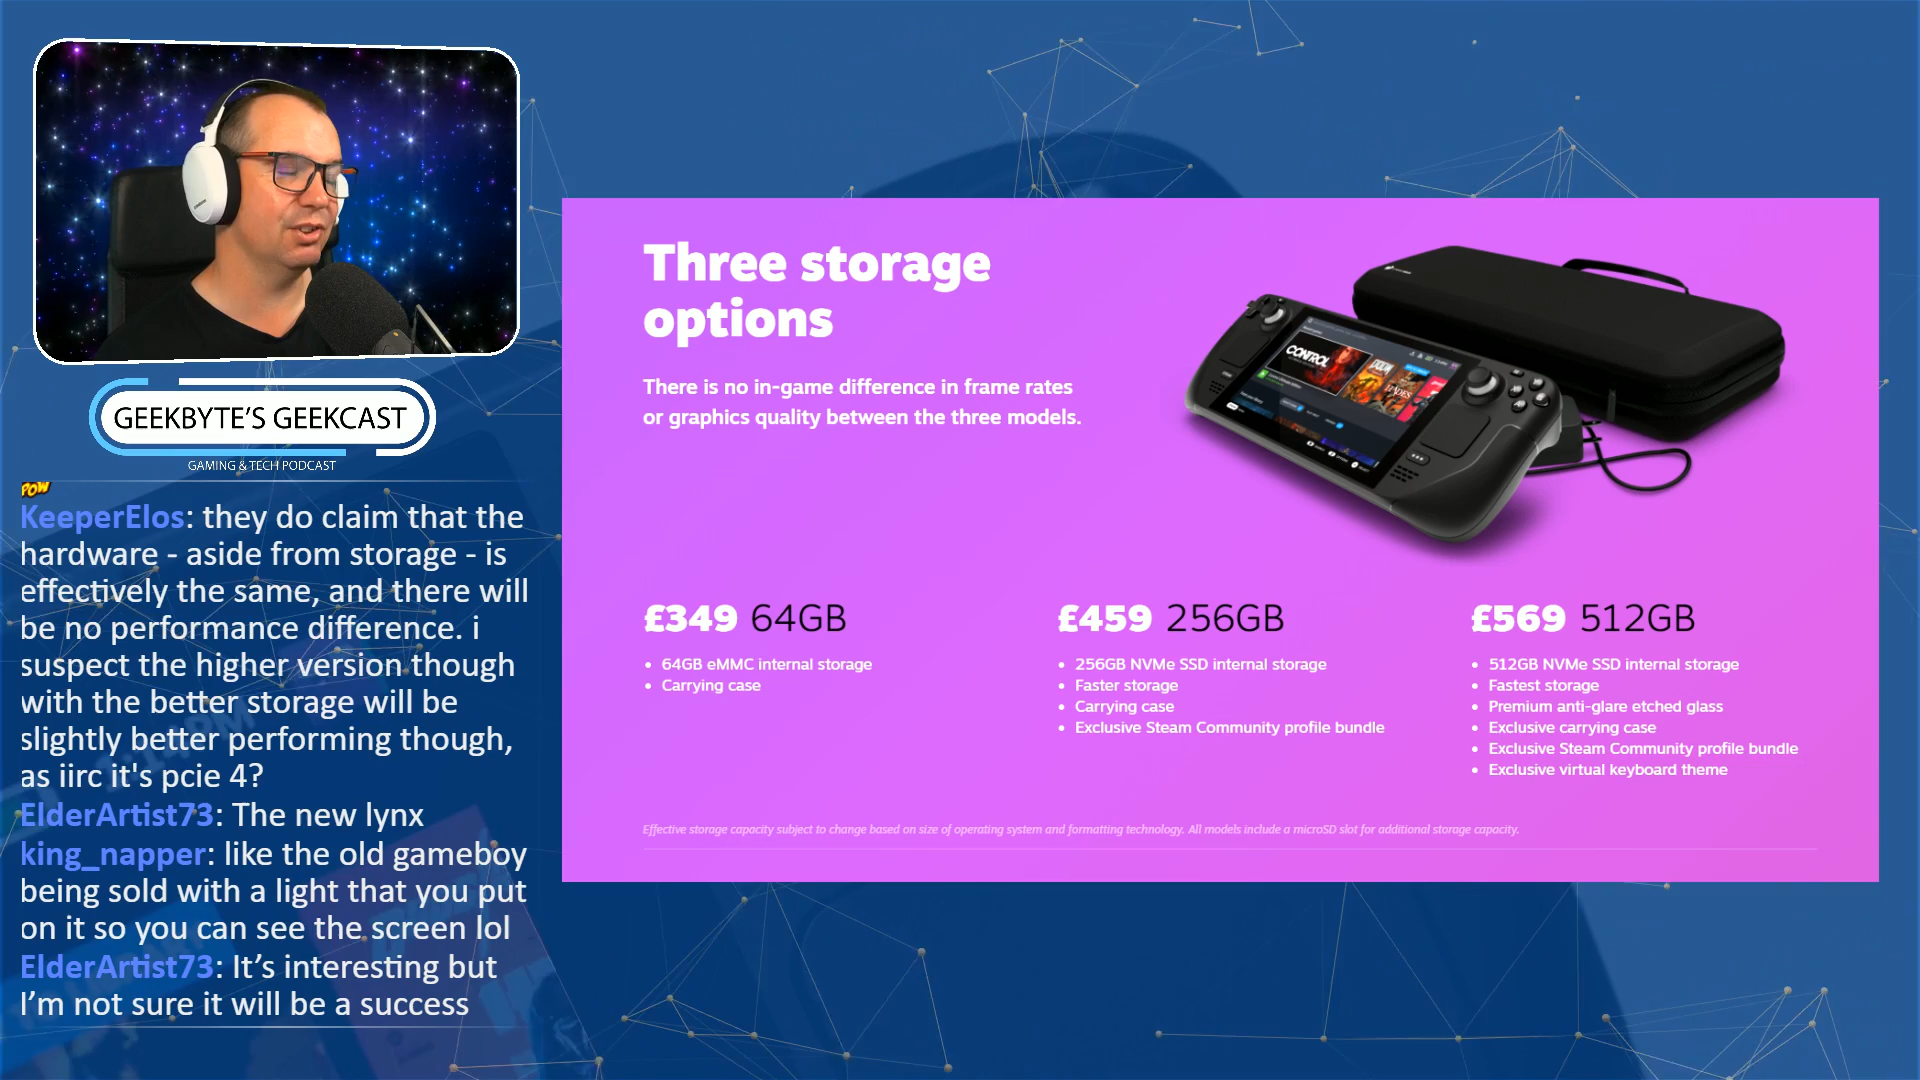 GEEKBYTE'S GEEKCAST
GAMING & TECH PODCAST
POW
KeeperElos: they do claim that the
hardware - aside from storage - is
effectively the same, and there will
be no performance difference. i
suspect the higher version though
with the better storage will be
slightly better performing though,
as iirc it's pcie 4?
ElderArtist73: The new lynx
king_napper: like the old gameboy
being sold with a light that you put
on it so you can see the screen lol
ElderArtist73: It's interesting but
I'm not sure it will be a success
Three storage
options
There is no in-game difference in frame rates
or graphics quality between the three models.
CONTROL
DOOM
HADES
£349 64GB
• 64GB eMMC internal storage
• Carrying case
£459 256GB
• 256GB NVMe SSD internal storage
• Faster storage
• Carrying case
• Exclusive Steam Community profile bundle
£569 512GB
• 512GB NVMe SSD internal storage
• Fastest storage
• Premium anti-glare etched glass
• Exclusive carrying case
• Exclusive Steam Community profile bundle
• Exclusive virtual keyboard theme
Effective storage capacity subject to change based on size of operating system and formatting technology. All models include a microSD slot for additional storage capacity.